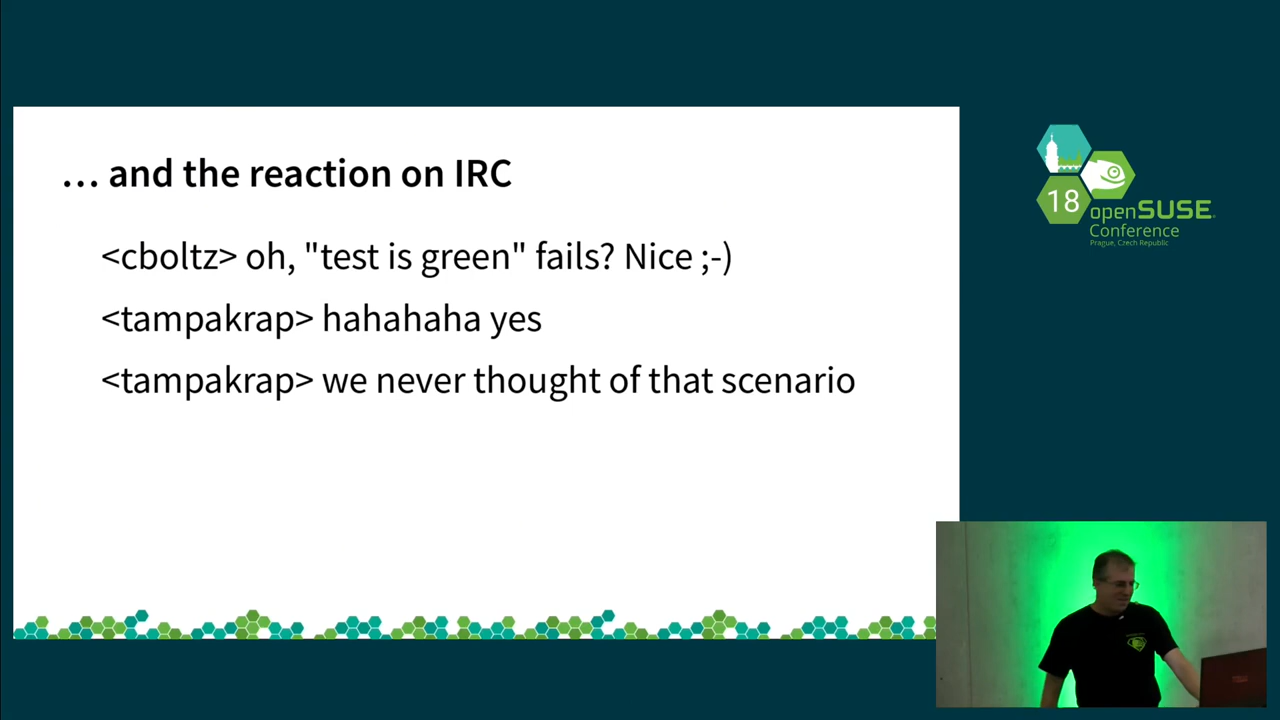 … and the reaction on IRC
<cboltz> oh, "test is green" fails? Nice ;-)
<tampakrap> hahahaha yes
<tampakrap> we never thought of that scenario
18
openSUSE
Conference
Prague, Czech Republic